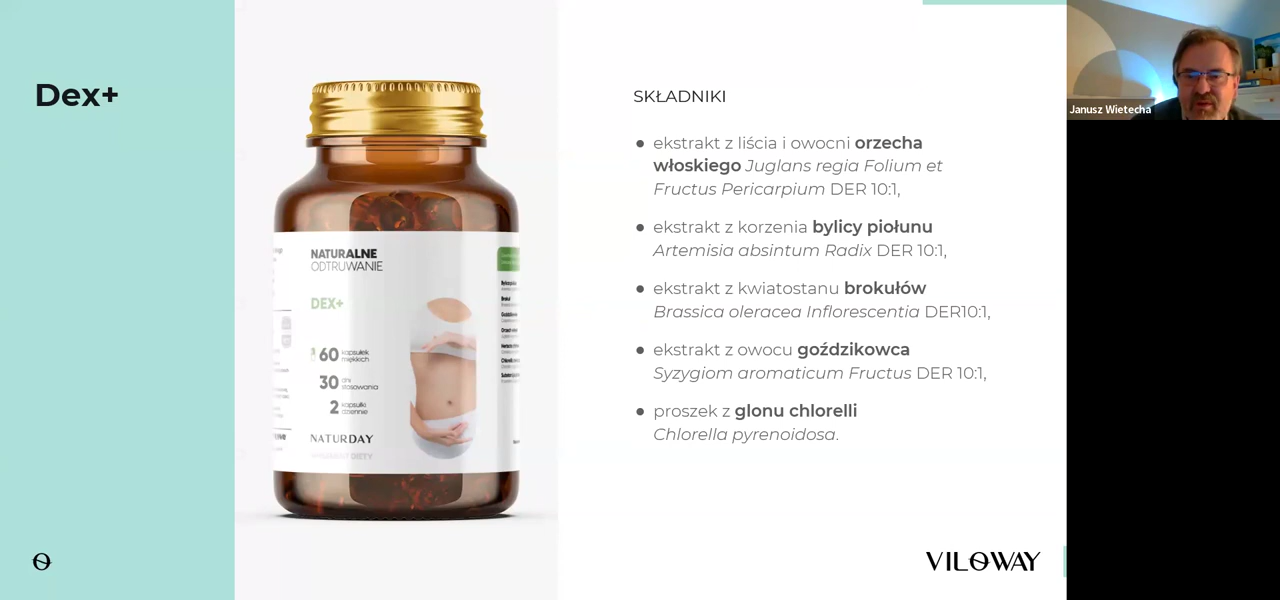 Dex+
NATURALNE
ODTRUWANIE
DEX+
60 kapsułek
miękkich
30 dni
stosowania
2 kapsułki
dziennie
NATURDAY
SUPLEMENT DIETY
SKŁADNIKI
● ekstrakt z liścia i owocni orzecha
włoskiego Juglans regia Folium et
Fructus Pericarpium DER 10:1,
● ekstrakt z korzenia bylicy piołunu
Artemisia absintum Radix DER 10:1,
● ekstrakt z kwiatostanu brokułów
Brassica oleracea Inflorescentia DER10:1,
● ekstrakt z owocu goździkowca
Syzygiom aromaticum Fructus DER 10:1,
● proszek z glonu chlorelli
Chlorella pyrenoidosa.
VILOWAY
Janusz Wietecha